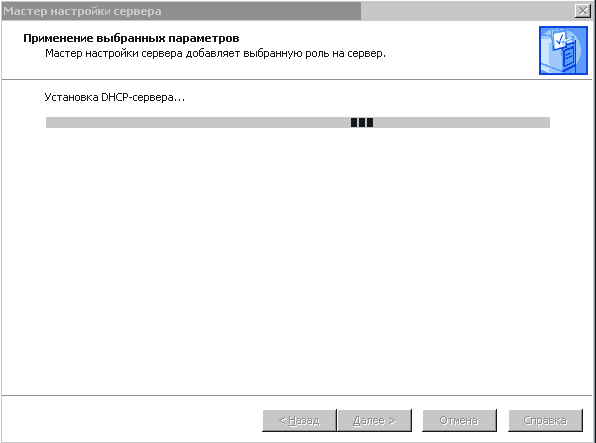 Мастер настройки сервера
Применение выбранных параметров
Мастер настройки сервера добавляет выбранную роль на сервер.
Установка DHCP-сервера...
< Назад Далее > Отмена Справка